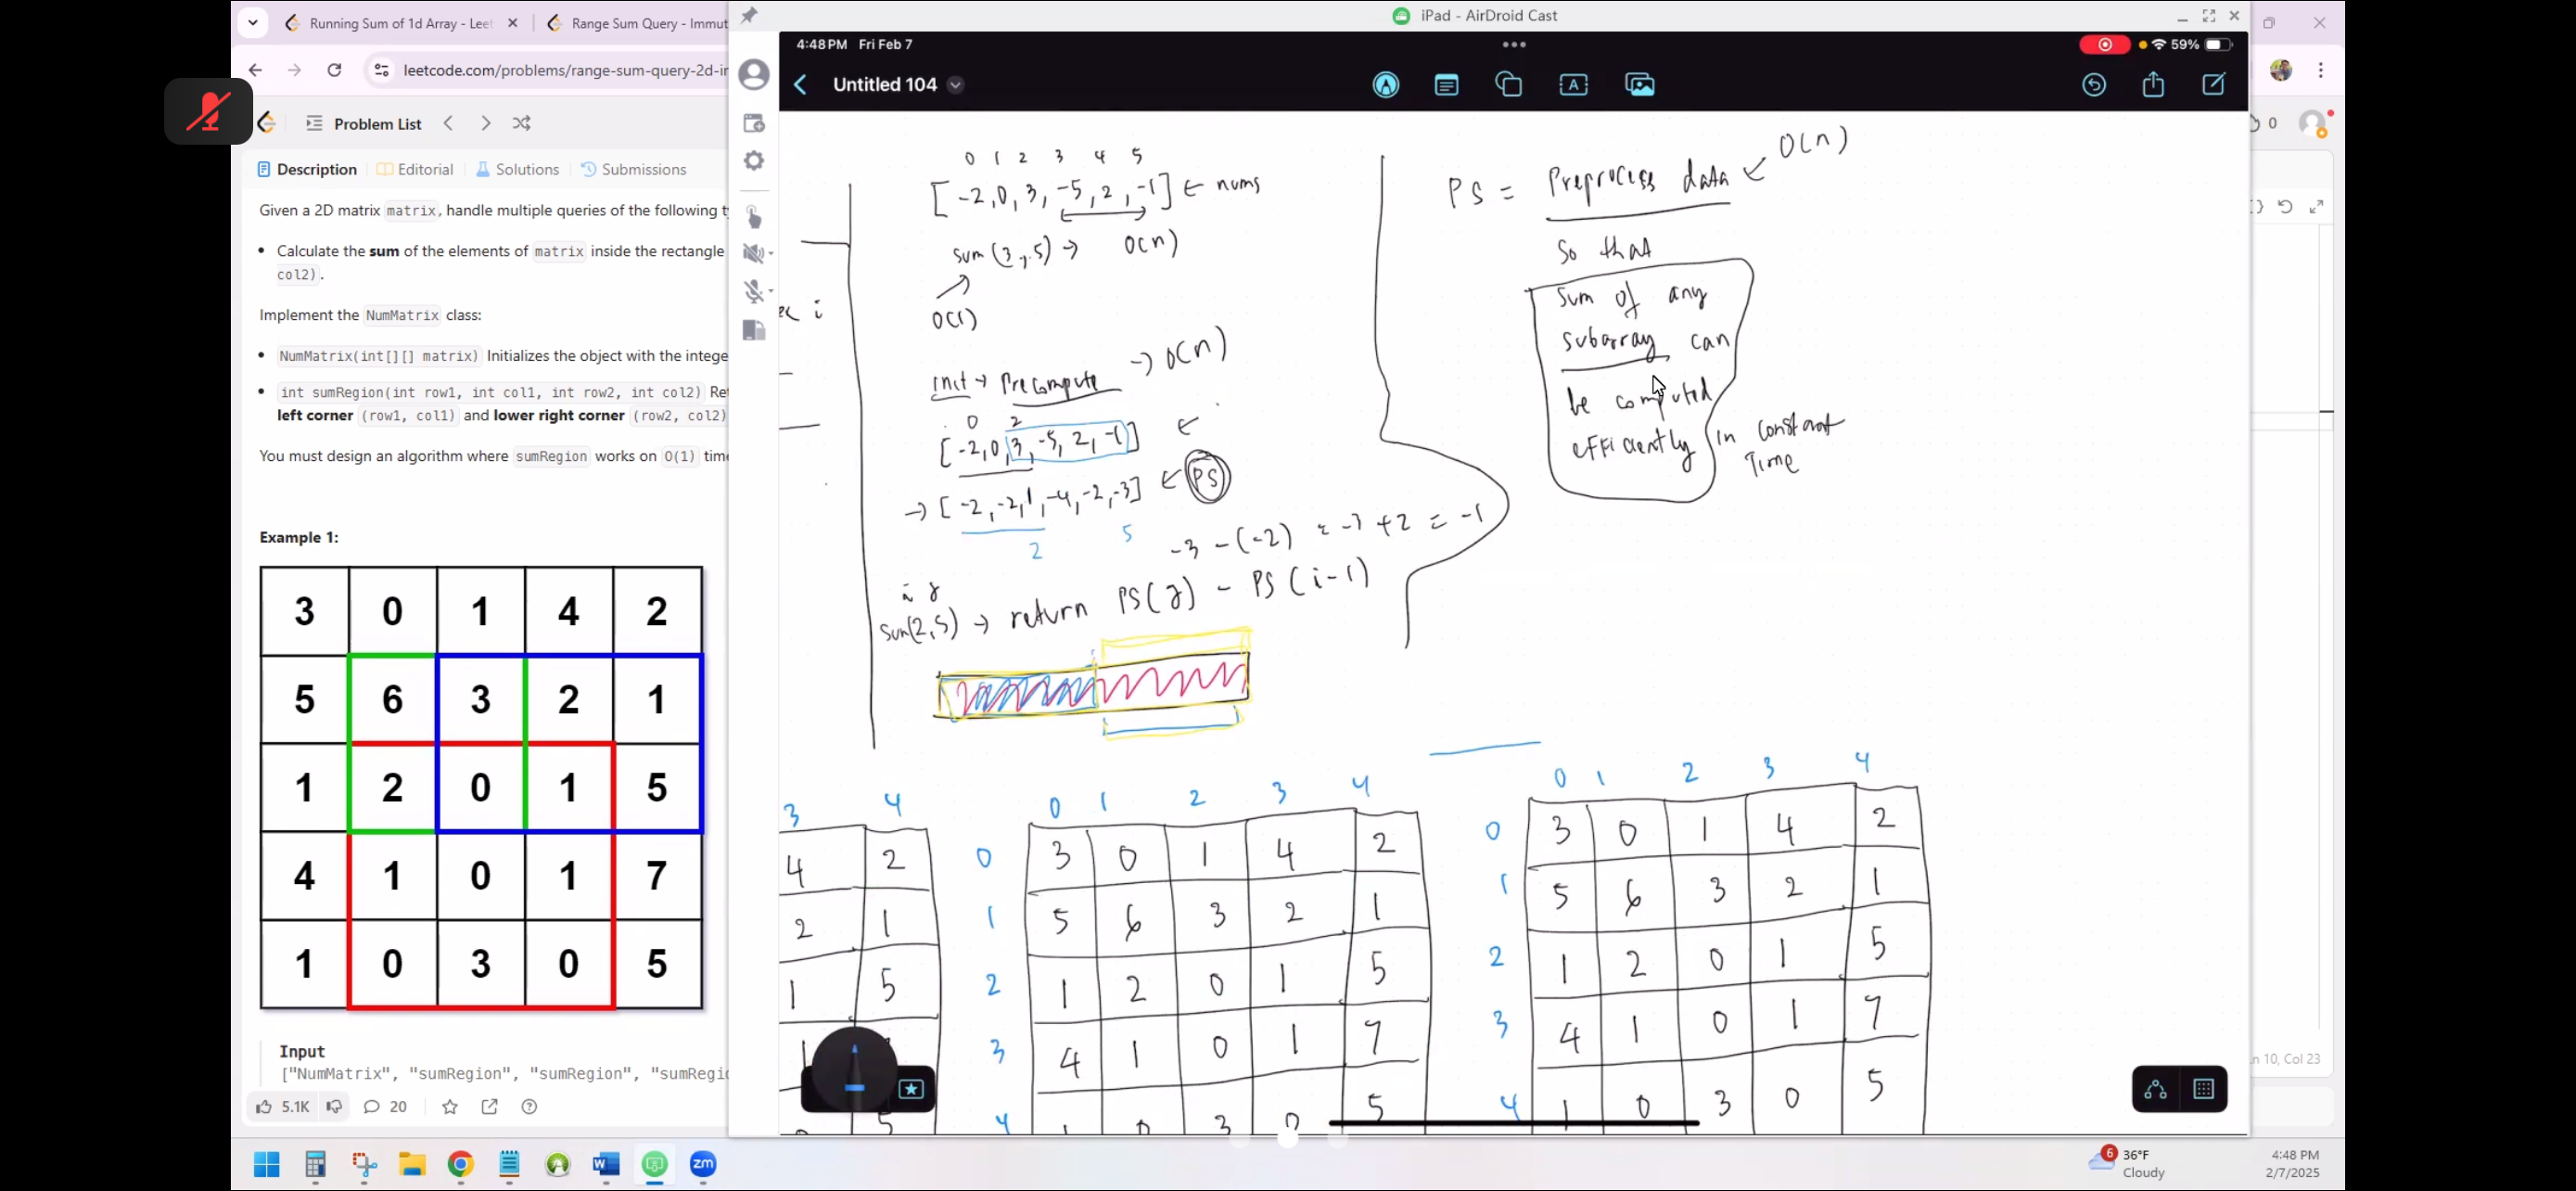 Running Sum of 1d Array - Leet
Range Sum Query - Immut
leetcode.com/problems/range-sum-query-2d-ir
Problem List
0
Description
Editorial
Solutions
Submissions
Given a 2D matrix matrix, handle multiple queries of the following t
• Calculate the sum of the elements of matrix inside the rectangle
col2).
Implement the NumMatrix class:
• NumMatrix(int[][] matrix) Initializes the object with the intege
• int sumRegion(int row1, int col1, int row2, int col2) Ret
left corner (row1, col1) and lower right corner (row2, col2)
You must design an algorithm where sumRegion works on O(1) time
Example 1:
3 0 1 4 2
5 6 3 2 1
1 2 0 1 5
4 1 0 1 7
1 0 3 0 5
Input
["NumMatrix", "sumRegion", "sumRegion", "sumRegio
5.1K
20
iPad - AirDroid Cast
4:48 PM Fri Feb 7
59%
Untitled 104
0 1 2 3 4 5
[-2, 0, 3, -5, 2, -1] ← nums
sum (3, 5) → O(n)
O(1)
init → Precompute → O(n)
0 2
[-2, 0, 3, -5, 2, -1] ←
→ [-2, -2, 1, -4, -2, -3] ← PS
2 5
-3 - (-2) = -3 + 2 = -1
i j
sum(2,5) → return PS(j) - PS(i-1)
PS = Preprocess data ← O(n)
So that
Sum of any
subarray can
be computed
efficiently in constant
Time
3 4
4 2
2 1
1 5
5
0 1 2 3 4
0 3 0 1 4 2
1 5 6 3 2 1
2 1 2 0 1 5
3 4 1 0 1 7
4 1 0 3 0 5
0 1 2 3 4
0 3 0 1 4 2
1 5 6 3 2 1
2 1 2 0 1 5
3 4 1 0 1 7
4 1 0 3 0 5
n 10, Col 23
zm
6
36°F
Cloudy
4:48 PM
2/7/2025